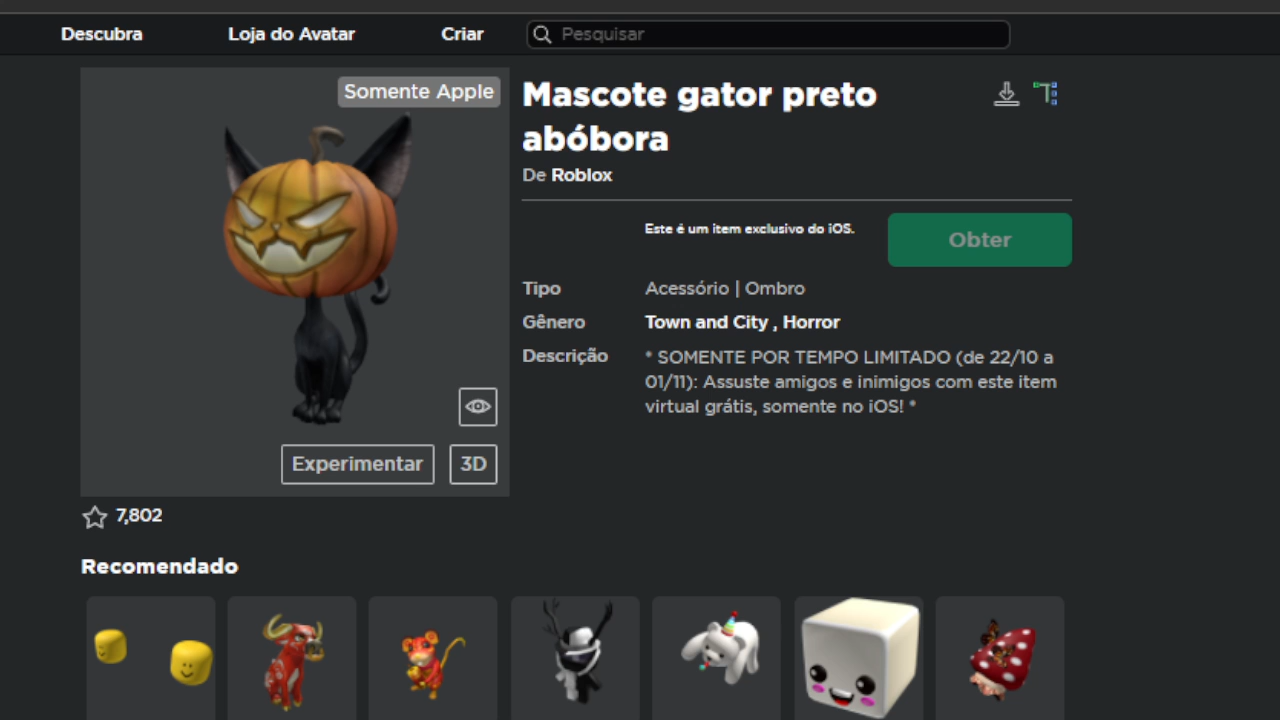 Descubra
Loja do Avatar
Criar
Pesquisar
Somente Apple
Mascote gator preto
abóbora
De Roblox
Este é um item exclusivo do iOS.
Obter
Tipo
Acessório | Ombro
Gênero
Town and City , Horror
Descrição
* SOMENTE POR TEMPO LIMITADO (de 22/10 a
01/11): Assuste amigos e inimigos com este item
virtual grátis, somente no iOS! *
Experimentar
3D
7,802
Recomendado